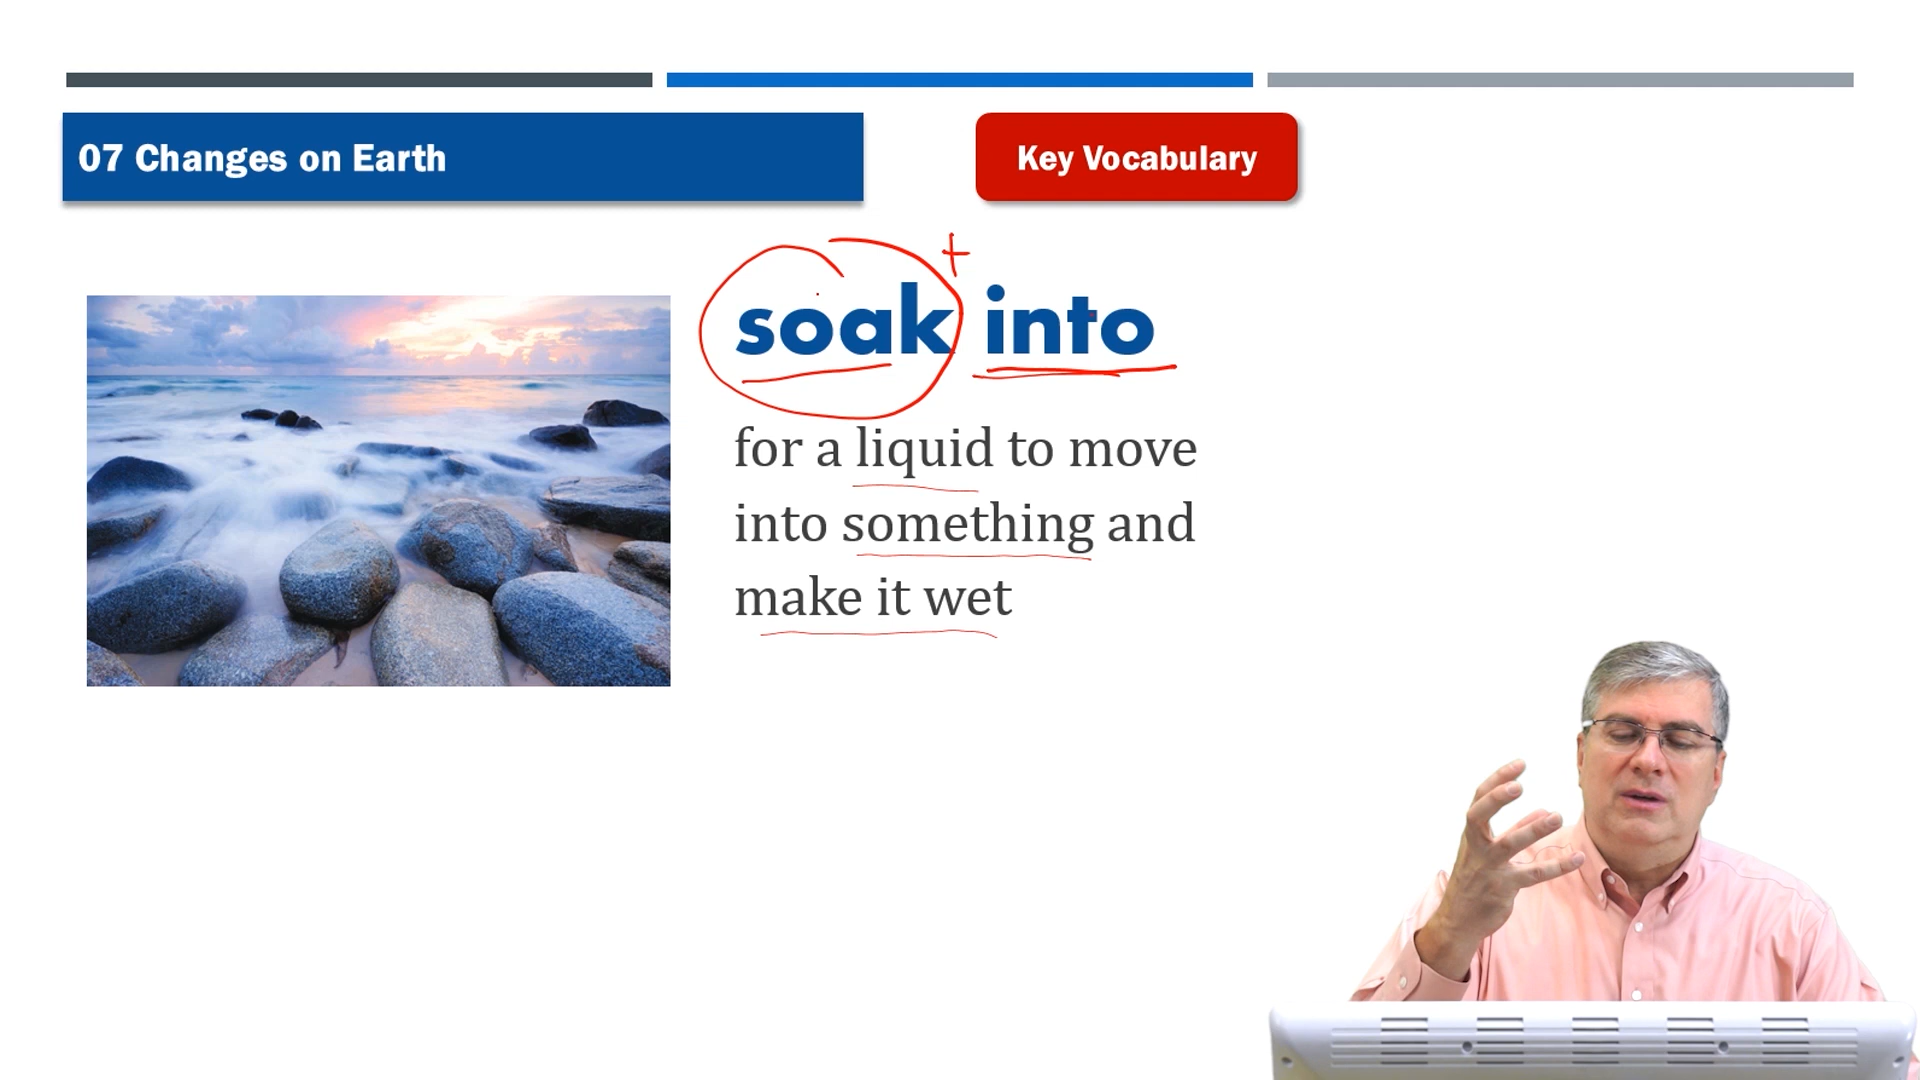 07 Changes on Earth
Key Vocabulary
soak into
for a liquid to move
into something and
make it wet